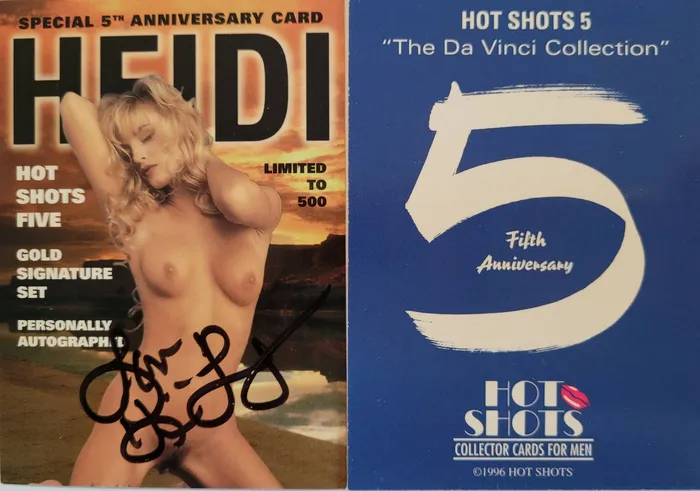 SPECIAL 5TH ANNIVERSARY CARD
HEIDI
HOT
SHOTS
FIVE
LIMITED
TO
500
GOLD
SIGNATURE
SET
PERSONALLY
AUTOGRAPHE
HOT SHOTS 5
“The Da Vinci Collection”
5
Fifth
Anniversary
HOT
SHOTS
COLLECTOR CARDS FOR MEN
©1996 HOT SHOTS